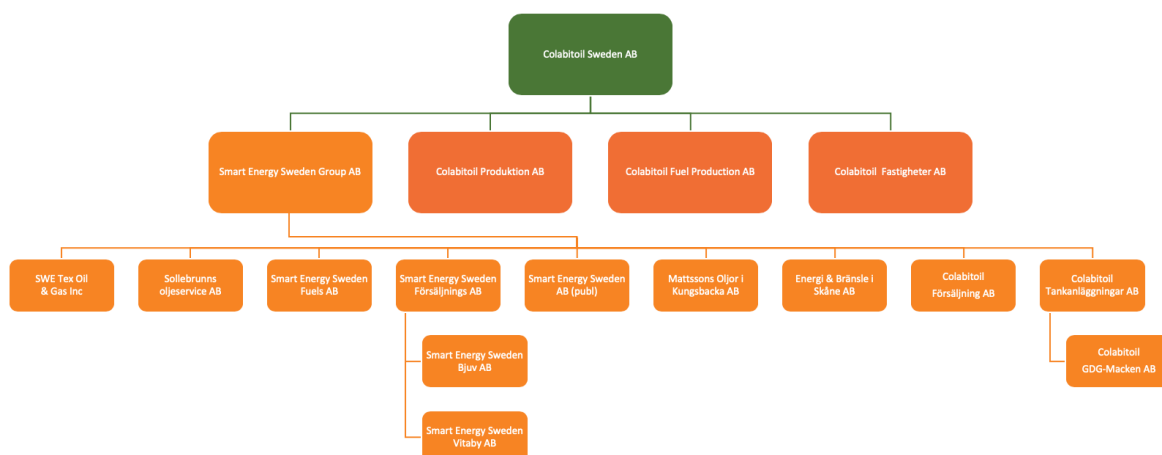 Colabitoil Sweden AB
Smart Energy Sweden Group AB
Colabitoil Produktion AB
Colabitoil Fuel Production AB
Colabitoil Fastigheter AB
SWE Tex Oil
& Gas Inc
Sollebrunns
oljeservice AB
Smart Energy Sweden
Fuels AB
Smart Energy Sweden
Försäljnings AB
Smart Energy Sweden
AB (publ)
Mattssons Oljor i
Kungsbacka AB
Energi & Bränsle i
Skåne AB
Colabitoil
Försäljning AB
Colabitoil
Tankanläggningar AB
Smart Energy Sweden
Bjuv AB
Colabitoil
GDG-Macken AB
Smart Energy Sweden
Vitaby AB